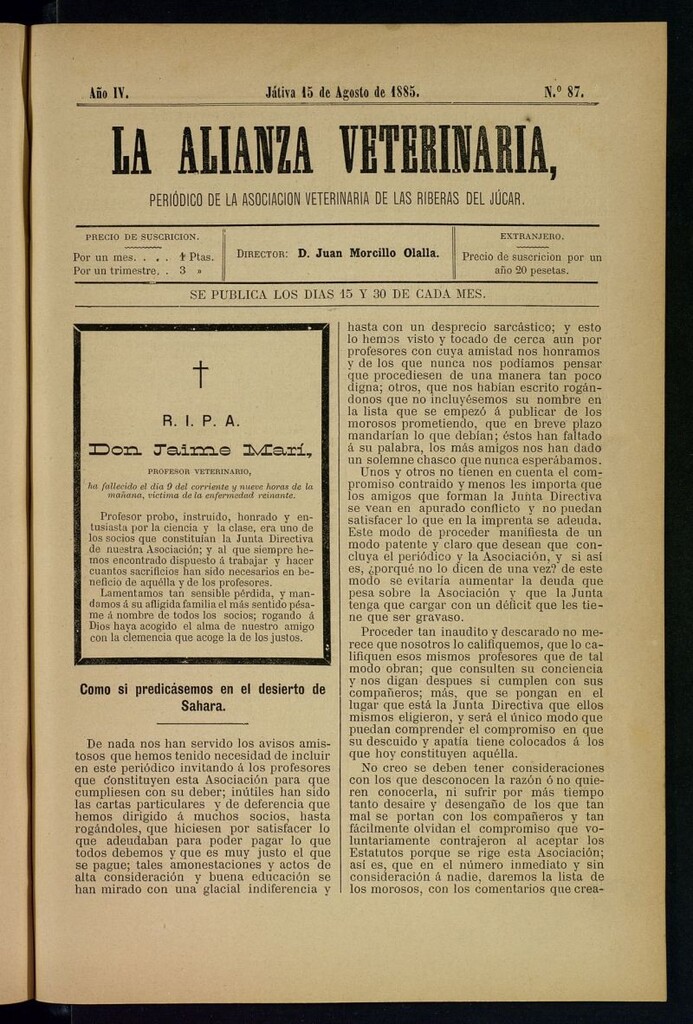 Año IV.
Játiva 15 de Agosto de 1885.
N.º 87.
LA ALIANZA VETERINARIA,
PERIÓDICO DE LA ASOCIACION VETERINARIA DE LAS RIBERAS DEL JÚCAR.
PRECIO DE SUSCRICION.
Por un mes. . . . 1 Ptas.
Por un trimestre. . 3 »
DIRECTOR: D. Juan Morcillo Olalla.
EXTRANJERO.
Precio de suscricion por un
año 20 pesetas.
SE PUBLICA LOS DIAS 15 Y 30 DE CADA MES.
R. I. P. A.
Don Jaime Marí,
PROFESOR VETERINARIO,
ha fallecido el dia 9 del corriente y nueve horas de la
mañana, víctima de la enfermedad reinante.
Profesor probo, instruido, honrado y en-
tusiasta por la ciencia y la clase, era uno de
los socios que constituían la Junta Directiva
de nuestra Asociación; y al que siempre he-
mos encontrado dispuesto á trabajar y hacer
cuantos sacrificios han sido necesarios en be-
neficio de aquélla y de los profesores.
Lamentamos tan sensible pérdida, y man-
damos á su afligida familia el más sentido pésa-
me á nombre de todos los socios; rogando á
Dios haya acogido el alma de nuestro amigo
con la clemencia que acoge la de los justos.
Como si predicásemos en el desierto de
Sahara.
De nada nos han servido los avisos amis-
tosos que hemos tenido necesidad de incluir
en este periódico invitando á los profesores
que constituyen esta Asociación para que
cumpliesen con su deber; inútiles han sido
las cartas particulares y de deferencia que
hemos dirigido á muchos socios, hasta
rogándoles, que hiciesen por satisfacer lo
que adeudaban para poder pagar lo que
todos debemos y que es muy justo el que
se pague; tales amonestaciones y actos de
alta consideración y buena educación se
han mirado con una glacial indiferencia y
hasta con un desprecio sarcástico; y esto
lo hemos visto y tocado de cerca aun por
profesores con cuya amistad nos honramos
y de los que nunca nos podíamos pensar
que procediesen de una manera tan poco
digna; otros, que nos habían escrito rogán-
donos que no incluyésemos su nombre en
la lista que se empezó á publicar de los
morosos prometiendo, que en breve plazo
mandarían lo que debían; éstos han faltado
á su palabra, los más amigos nos han dado
un solemne chasco que nunca esperábamos.
Unos y otros no tienen en cuenta el com-
promiso contraido y menos les importa que
los amigos que forman la Junta Directiva
se vean en apurado conflicto y no puedan
satisfacer lo que en la imprenta se adeuda.
Este modo de proceder manifiesta de un
modo patente y claro que desean que con-
cluya el periódico y la Asociación, y si así
es, ¿porqué no lo dicen de una vez? de este
modo se evitaría aumentar la deuda que
pesa sobre la Asociación y que la Junta
tenga que cargar con un déficit que les tie-
ne que ser gravaso.
Proceder tan inaudito y descarado no me-
rece que nosotros lo califiquemos, que lo ca-
lifiquen esos mismos profesores que de tal
modo obran; que consulten su conciencia
y nos digan despues si cumplen con sus
compañeros; más, que se pongan en el
lugar que está la Junta Directiva que ellos
mismos eligieron, y será el único modo que
puedan comprender el compromiso en que
su descuido y apatía tiene colocados á los
que hoy constituyen aquélla.
No creo se deben tener consideraciones
con los que desconocen la razón ó no quie-
ren conocerla, ni sufrir por más tiempo
tanto desaire y desengaño de los que tan
mal se portan con los compañeros y tan
fácilmente olvidan el compromiso que vo-
luntariamente contrajeron al aceptar los
Estatutos porque se rige esta Asociación;
así es, que en el número inmediato y sin
consideración á nadie, daremos la lista de
los morosos, con los comentarios que crea-